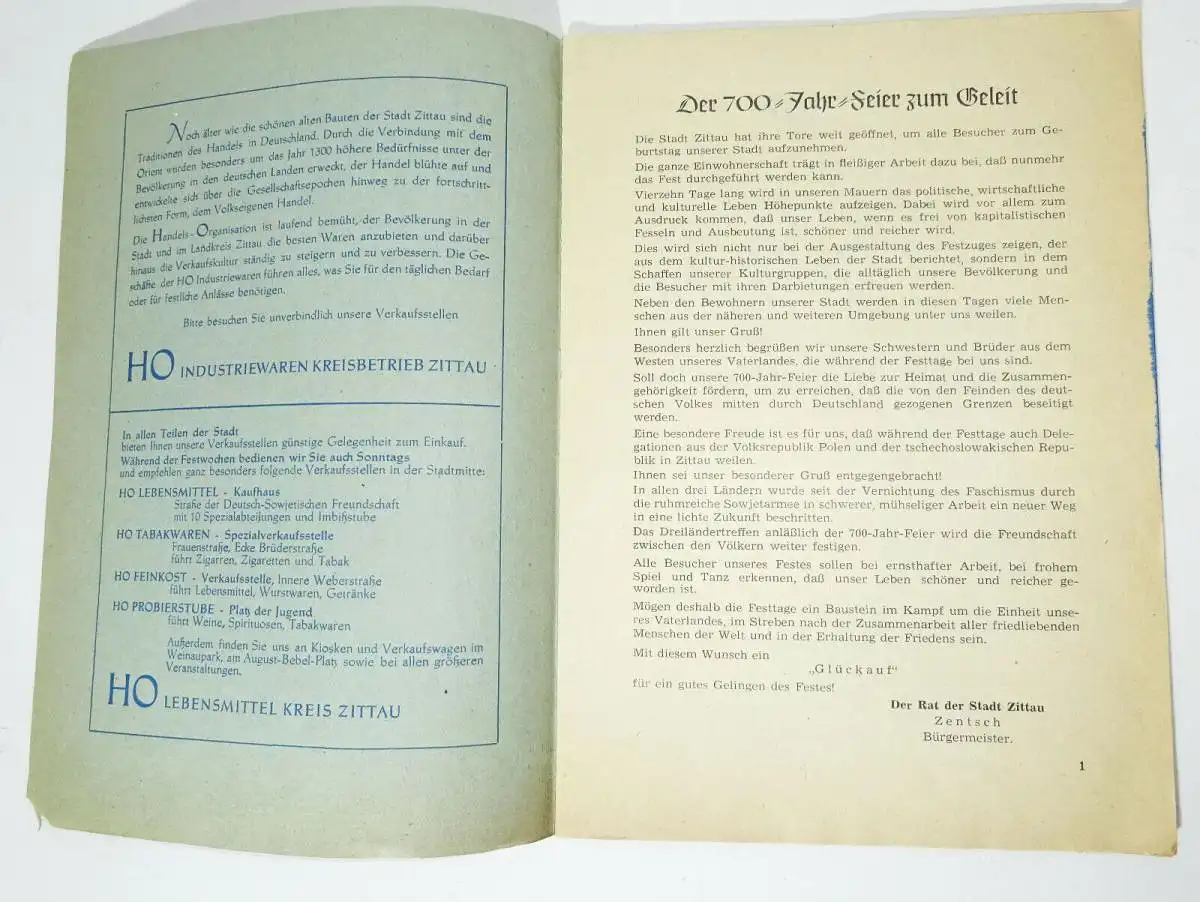 Noch älter wie die schönen alten Bauten der Stadt Zittau sind die
Traditionen des Handels in Deutschland. Durch die Verbindung mit dem
Orient wurden besonders um das Jahr 1300 höhere Bedürfnisse unter der
Bevölkerung in den deutschen Landen erweckt, der Handel blühte auf und
entwickelte sich über die Gesellschaftsepochen hinweg zu der fortschritt-
lichsten Form, dem Volkseigenen Handel.
Die Handels-Organisation ist laufend bemüht, der Bevölkerung in der
Stadt und im Landkreis Zittau die besten Waren anzubieten und darüber
hinaus die Verkaufskultur ständig zu steigern und zu verbessern. Die Ge-
schäfte der HO Industriewaren führen alles, was Sie für den täglichen Bedarf
oder für festliche Anlässe benötigen.
Bitte besuchen Sie unverbindlich unsere Verkaufsstellen
HO INDUSTRIEWAREN KREISBETRIEB ZITTAU
In allen Teilen der Stadt
bieten Ihnen unsere Verkaufsstellen günstige Gelegenheit zum Einkauf.
Während der Festwochen bedienen wir Sie auch Sonntags
und empfehlen ganz besonders folgende Verkaufsstellen in der Stadtmitte:
HO LEBENSMITTEL - Kaufhaus
Straße der Deutsch-Sowjetischen Freundschaft
mit 10 Spezialabteilungen und Imbißstube
HO TABAKWAREN - Spezialverkaufsstelle
Frauenstraße, Ecke Brüderstraße
führt Zigarren, Zigaretten und Tabak
HO FEINKOST - Verkaufsstelle, Innere Weberstraße
führt Lebensmittel, Wurstwaren, Getränke
HO PROBIERSTUBE - Platz der Jugend
führt Weine, Spirituosen, Tabakwaren
Außerdem finden Sie uns an Kiosken und Verkaufswagen im
Weinaupark, am August-Bebel-Platz sowie bei allen größeren
Veranstaltungen.
HO LEBENSMITTEL KREIS ZITTAU
Der 700-Jahr-Feier zum Geleit
Die Stadt Zittau hat ihre Tore weit geöffnet, um alle Besucher zum Ge-
burtstag unserer Stadt aufzunehmen.
Die ganze Einwohnerschaft trägt in fleißiger Arbeit dazu bei, daß nunmehr
das Fest durchgeführt werden kann.
Vierzehn Tage lang wird in unseren Mauern das politische, wirtschaftliche
und kulturelle Leben Höhepunkte aufzeigen. Dabei wird vor allem zum
Ausdruck kommen, daß unser Leben, wenn es frei von kapitalistischen
Fesseln und Ausbeutung ist, schöner und reicher wird.
Dies wird sich nicht nur bei der Ausgestaltung des Festzuges zeigen, der
aus dem kultur-historischen Leben der Stadt berichtet, sondern in dem
Schaffen unserer Kulturgruppen, die alltäglich unsere Bevölkerung und
die Besucher mit ihren Darbietungen erfreuen werden.
Neben den Bewohnern unserer Stadt werden in diesen Tagen viele Men-
schen aus der näheren und weiteren Umgebung unter uns weilen.
Ihnen gilt unser Gruß!
Besonders herzlich begrüßen wir unsere Schwestern und Brüder aus dem
Westen unseres Vaterlandes, die während der Festtage bei uns sind.
Soll doch unsere 700-Jahr-Feier die Liebe zur Heimat und die Zusammen-
gehörigkeit fördern, um zu erreichen, daß die von den Feinden des deut-
schen Volkes mitten durch Deutschland gezogenen Grenzen beseitigt
werden.
Eine besondere Freude ist es für uns, daß während der Festtage auch Dele-
gationen aus der Volksrepublik Polen und der tschechoslowakischen Repu-
blik in Zittau weilen.
Ihnen sei unser besonderer Gruß entgegengebracht!
In allen drei Ländern wurde seit der Vernichtung des Faschismus durch
die ruhmreiche Sowjetarmee in schwerer, mühseliger Arbeit ein neuer Weg
in eine lichte Zukunft beschritten.
Das Dreiländertreffen anläßlich der 700-Jahr-Feier wird die Freundschaft
zwischen den Völkern weiter festigen.
Alle Besucher unseres Festes sollen bei ernsthafter Arbeit, bei frohem
Spiel und Tanz erkennen, daß unser Leben schöner und reicher ge-
worden ist.
Mögen deshalb die Festtage ein Baustein im Kampf um die Einheit unse-
res Vaterlandes, im Streben nach der Zusammenarbeit aller friedliebenden
Menschen der Welt und in der Erhaltung der Friedens sein.
Mit diesem Wunsch ein
„Glückauf“
für ein gutes Gelingen des Festes!
Der Rat der Stadt Zittau
Zentsch
Bürgermeister.
1